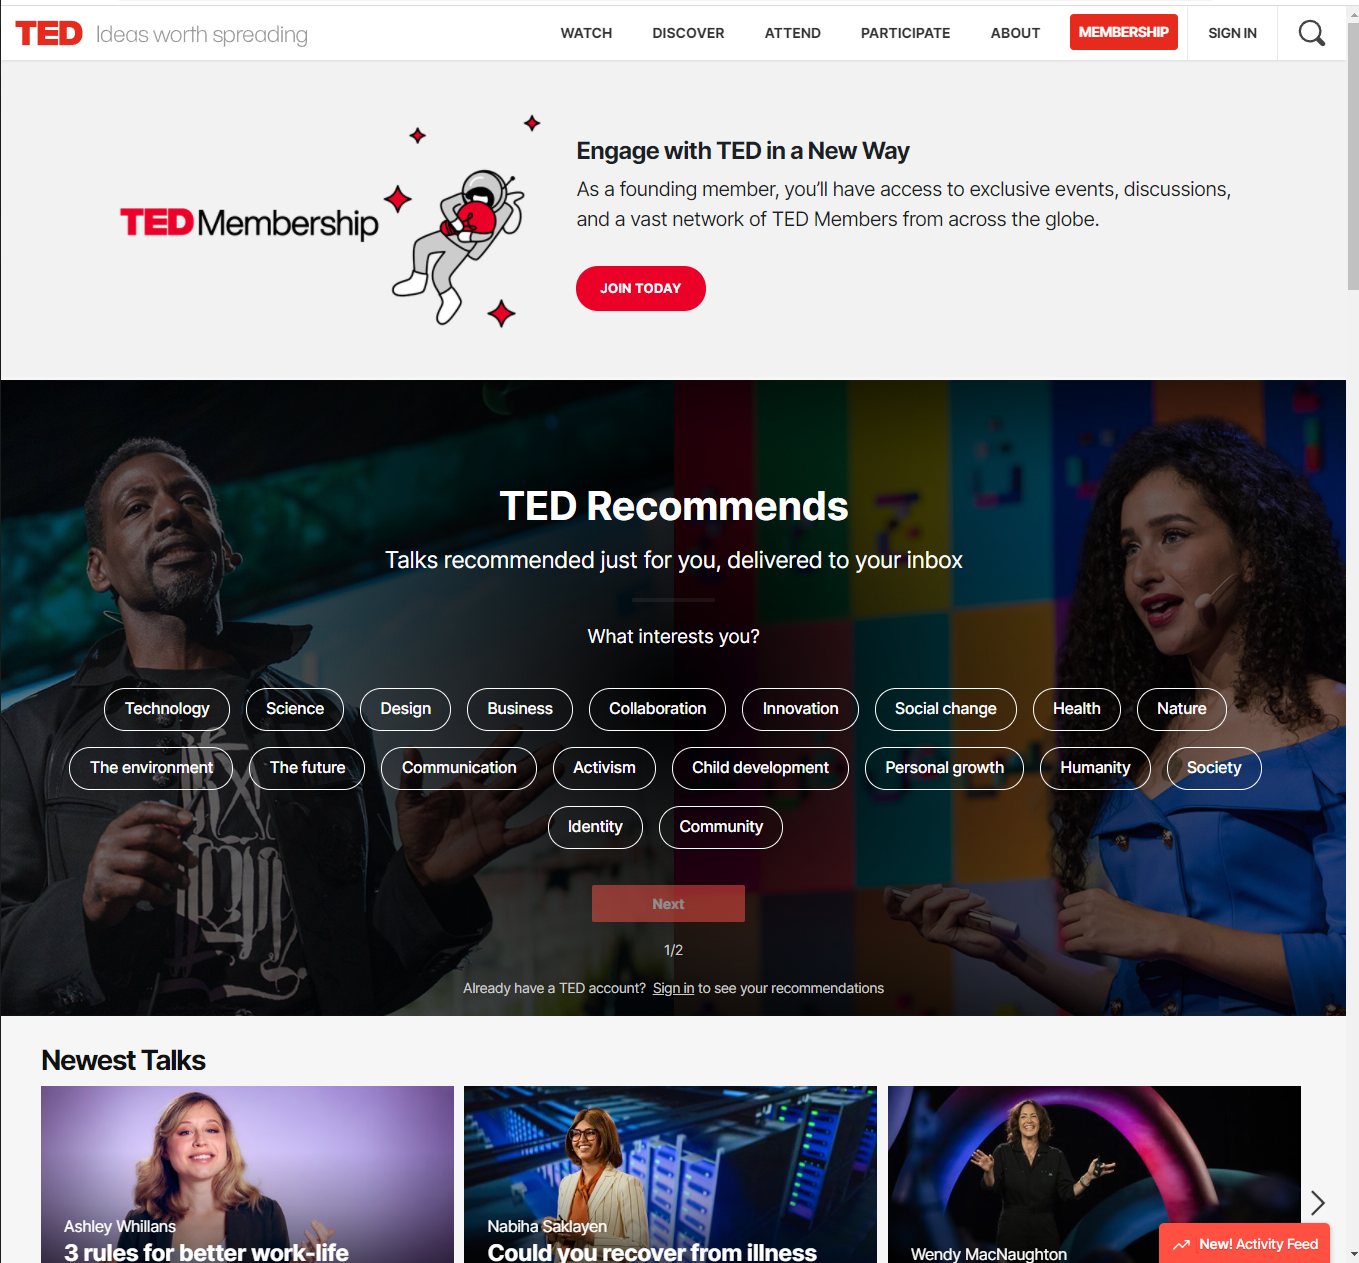 TED Ideas worth spreading
WATCH DISCOVER ATTEND PARTICIPATE ABOUT MEMBERSHIP SIGN IN
TED Membership
Engage with TED in a New Way
As a founding member, you'll have access to exclusive events, discussions,
and a vast network of TED Members from across the globe.
JOIN TODAY
TED Recommends
Talks recommended just for you, delivered to your inbox
What interests you?
Technology Science Design Business Collaboration Innovation Social change Health Nature
The environment The future Communication Activism Child development Personal growth Humanity Society
Identity Community
Next
1/2
Already have a TED account? Sign in to see your recommendations
Newest Talks
Ashley Whillans
3 rules for better work-life
Nabiha Saklayen
Could you recover from illness
Wendy MacNaughton
New! Activity Feed